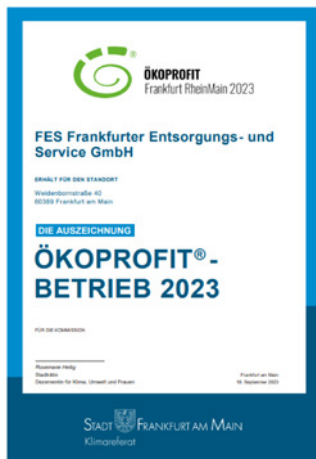 ÖKOPROFIT
Frankfurt RheinMain 2023
FES Frankfurter Entsorgungs- und
Service GmbH
ERHÄLT FÜR DEN STANDORT
Weidenbornstraße 40
60389 Frankfurt am Main
DIE AUSZEICHNUNG
ÖKOPROFIT® -
BETRIEB 2023
FÜR DIE KOMMISSION
Rosemarie Heilig
Stadträtin
Dezernentin für Klima, Umwelt und Frauen
Frankfurt am Main
19. September 2023
STADT FRANKFURT AM MAIN
Klimareferat